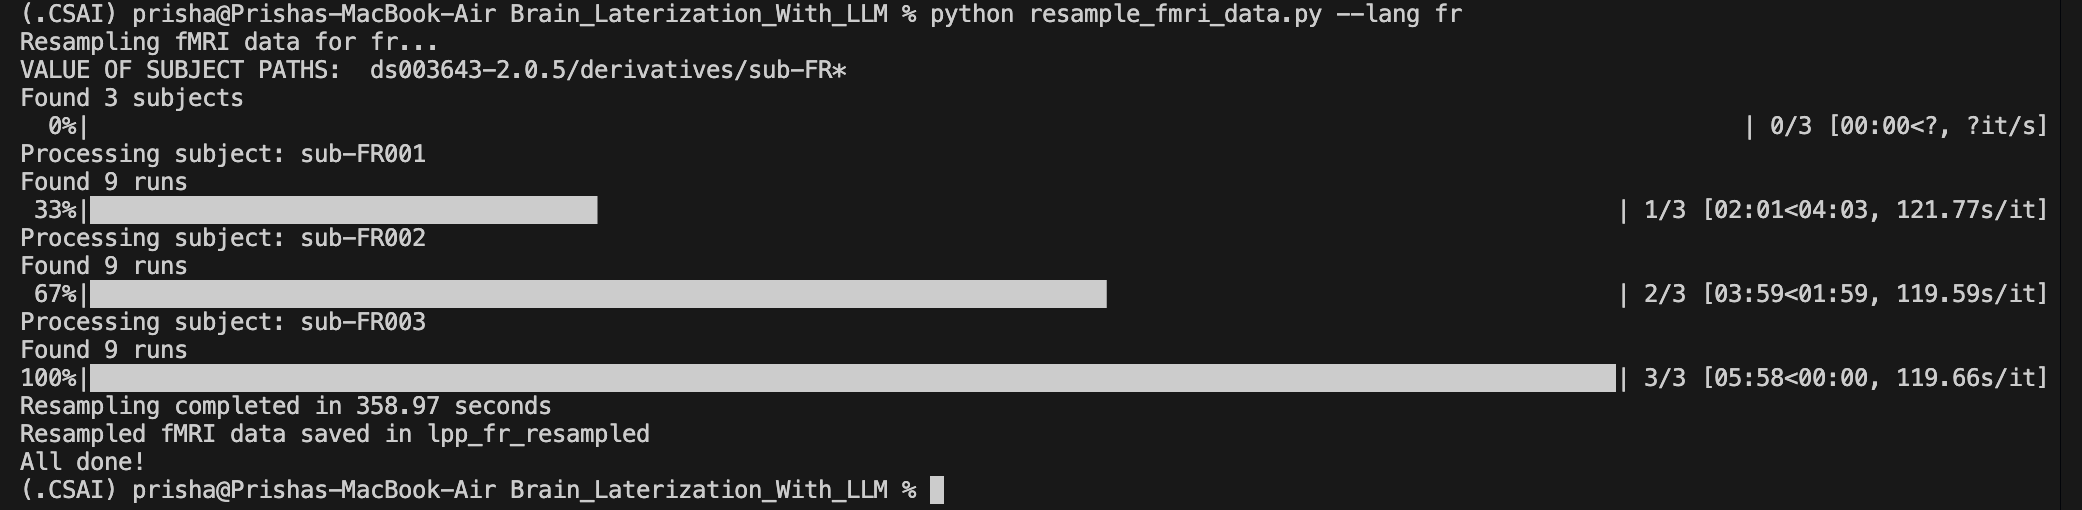 (.CSAI) prisha@Prishas-MacBook-Air Brain_Laterization_With_LLM % python resample_fmri_data.py --lang fr
Resampling fMRI data for fr...
VALUE OF SUBJECT PATHS:  ds003643-2.0.5/derivatives/sub-FR*
Found 3 subjects
0%| | 0/3 [00:00<?, ?it/s]
Processing subject: sub-FR001
Found 9 runs
33%| | 1/3 [02:01<04:03, 121.77s/it]
Processing subject: sub-FR002
Found 9 runs
67%| | 2/3 [03:59<01:59, 119.59s/it]
Processing subject: sub-FR003
Found 9 runs
100%| | 3/3 [05:58<00:00, 119.66s/it]
Resampling completed in 358.97 seconds
Resampled fMRI data saved in lpp_fr_resampled
All done!
(.CSAI) prisha@Prishas-MacBook-Air Brain_Laterization_With_LLM %